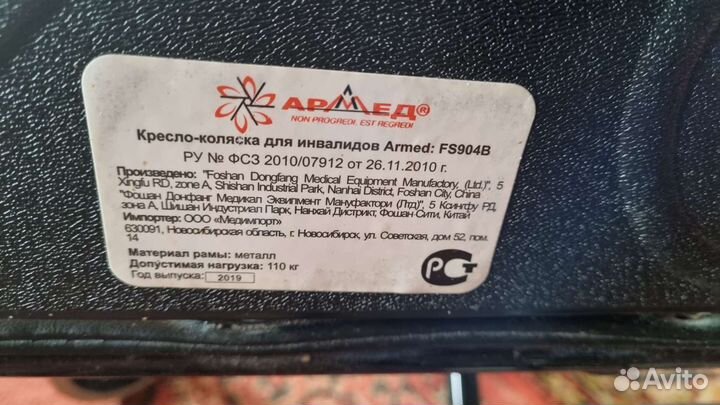 АРМЕД®
NON PROGREDI, EST REGREDI
Кресло-коляска для инвалидов Armed: FS904B
РУ № ФСЗ 2010/07912 от 26.11.2010 г.
Произведено: "Foshan Dongfang Medical Equipment Manufactory, (Ltd.)", 5
Xingfu RD, zone A, Shishan Industrial Park, Nanhai District, Foshan City, China
"Фошан Донфанг Медикал Эквипмент Мануфактори (Лтд)", 5 Ксингфу РД,
зона А, Шишан Индустриал Парк, Нанхай Дистрикт, Фошан Сити, Китай
Импортер: ООО «Медимпорт»
630091, Новосибирская область, г. Новосибирск, ул. Советская, дом 52, пом.
14
Материал рамы: металл
Допустимая нагрузка: 110 кг
Год выпуска: 2019
РСТ
Avito